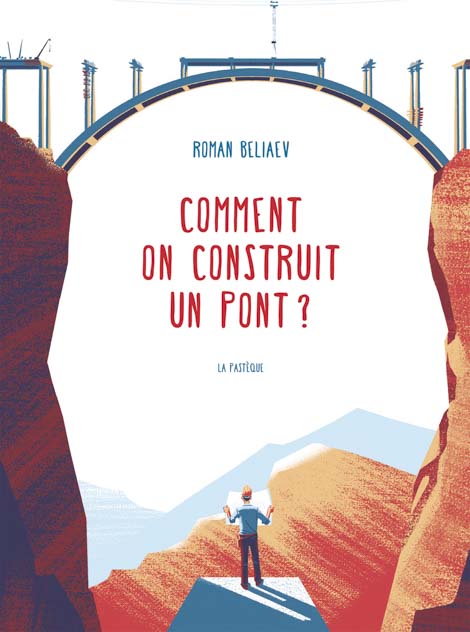 ROMAN BELIAEV
COMMENT
ON CONSTRUIT
UN PONT ?
LA PASTÈQUE